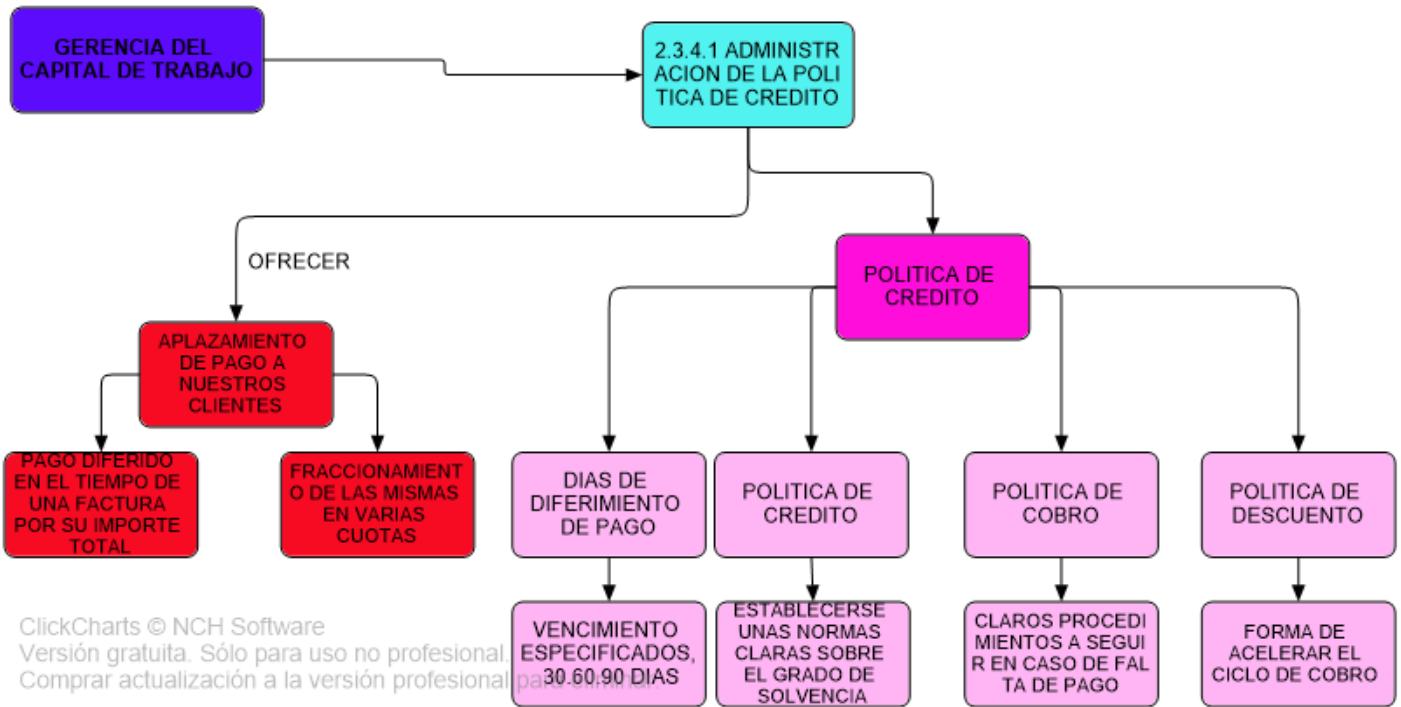 GERENCIA DEL
CAPITAL DE TRABAJO
2.3.4.1 ADMINISTR
ACION DE LA POLI
TICA DE CREDITO
OFRECER
POLITICA DE
CREDITO
APLAZAMIENTO
DE PAGO A
NUESTROS
CLIENTES
PAGO DIFERIDO
EN EL TIEMPO DE
UNA FACTURA
POR SU IMPORTE
TOTAL
FRACCIONAMIENT
O DE LAS MISMAS
EN VARIAS
CUOTAS
DIAS DE
DIFERIMIENTO
DE PAGO
POLITICA DE
CREDITO
POLITICA DE
COBRO
POLITICA DE
DESCUENTO
VENCIMIENTO
ESPECIFICADOS,
30.60.90 DIAS
ESTABLECERSE
UNAS NORMAS
CLARAS SOBRE
EL GRADO DE
SOLVENCIA
CLAROS PROCEDI
MIENTOS A SEGUI
R EN CASO DE FAL
TA DE PAGO
FORMA DE
ACELERAR EL
CICLO DE COBRO
ClickCharts © NCH Software
Versión gratuita. Sólo para uso no profesional.
Comprar actualización a la versión profesional para eliminar.